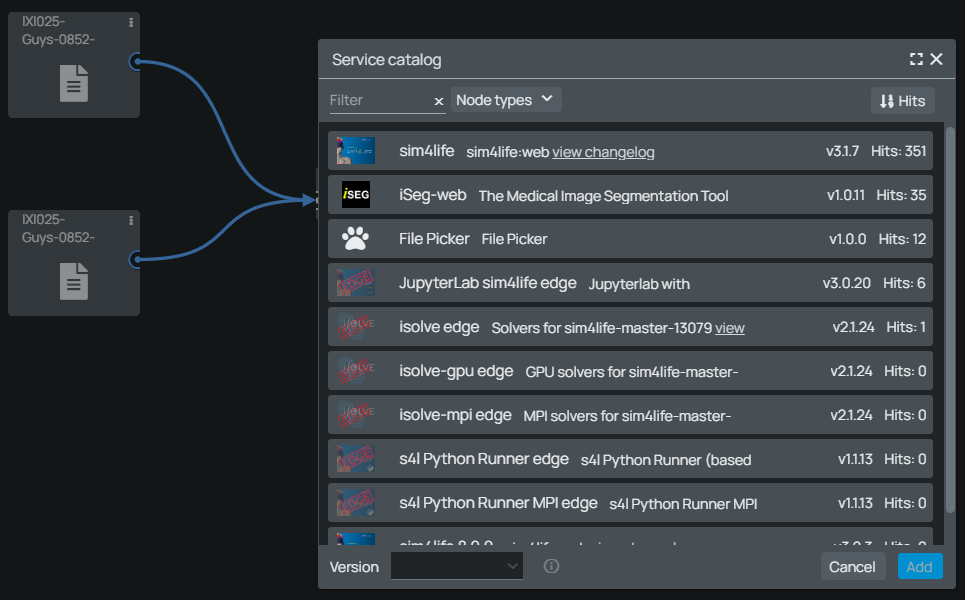 IXI025-
Guys-0852-
IXI025-
Guys-0852-
Service catalog
Filter
Node types
Hits
sim4life sim4life:web view changelog v3.1.7 Hits: 351
iSEG iSeg-web The Medical Image Segmentation Tool v1.0.11 Hits: 35
File Picker File Picker v1.0.0 Hits: 12
EDGE JupyterLab sim4life edge Jupyterlab with v3.0.20 Hits: 6
isolve edge Solvers for sim4life-master-13079 view v2.1.24 Hits: 1
isolve-gpu edge GPU solvers for sim4life-master- v2.1.24 Hits: 0
isolve-mpi edge MPI solvers for sim4life-master- v2.1.24 Hits: 0
EDGE s4l Python Runner edge s4l Python Runner (based v1.1.13 Hits: 0
EDGE s4l Python Runner MPI edge s4l Python Runner MPI v1.1.13 Hits: 0
Version
Cancel
Add